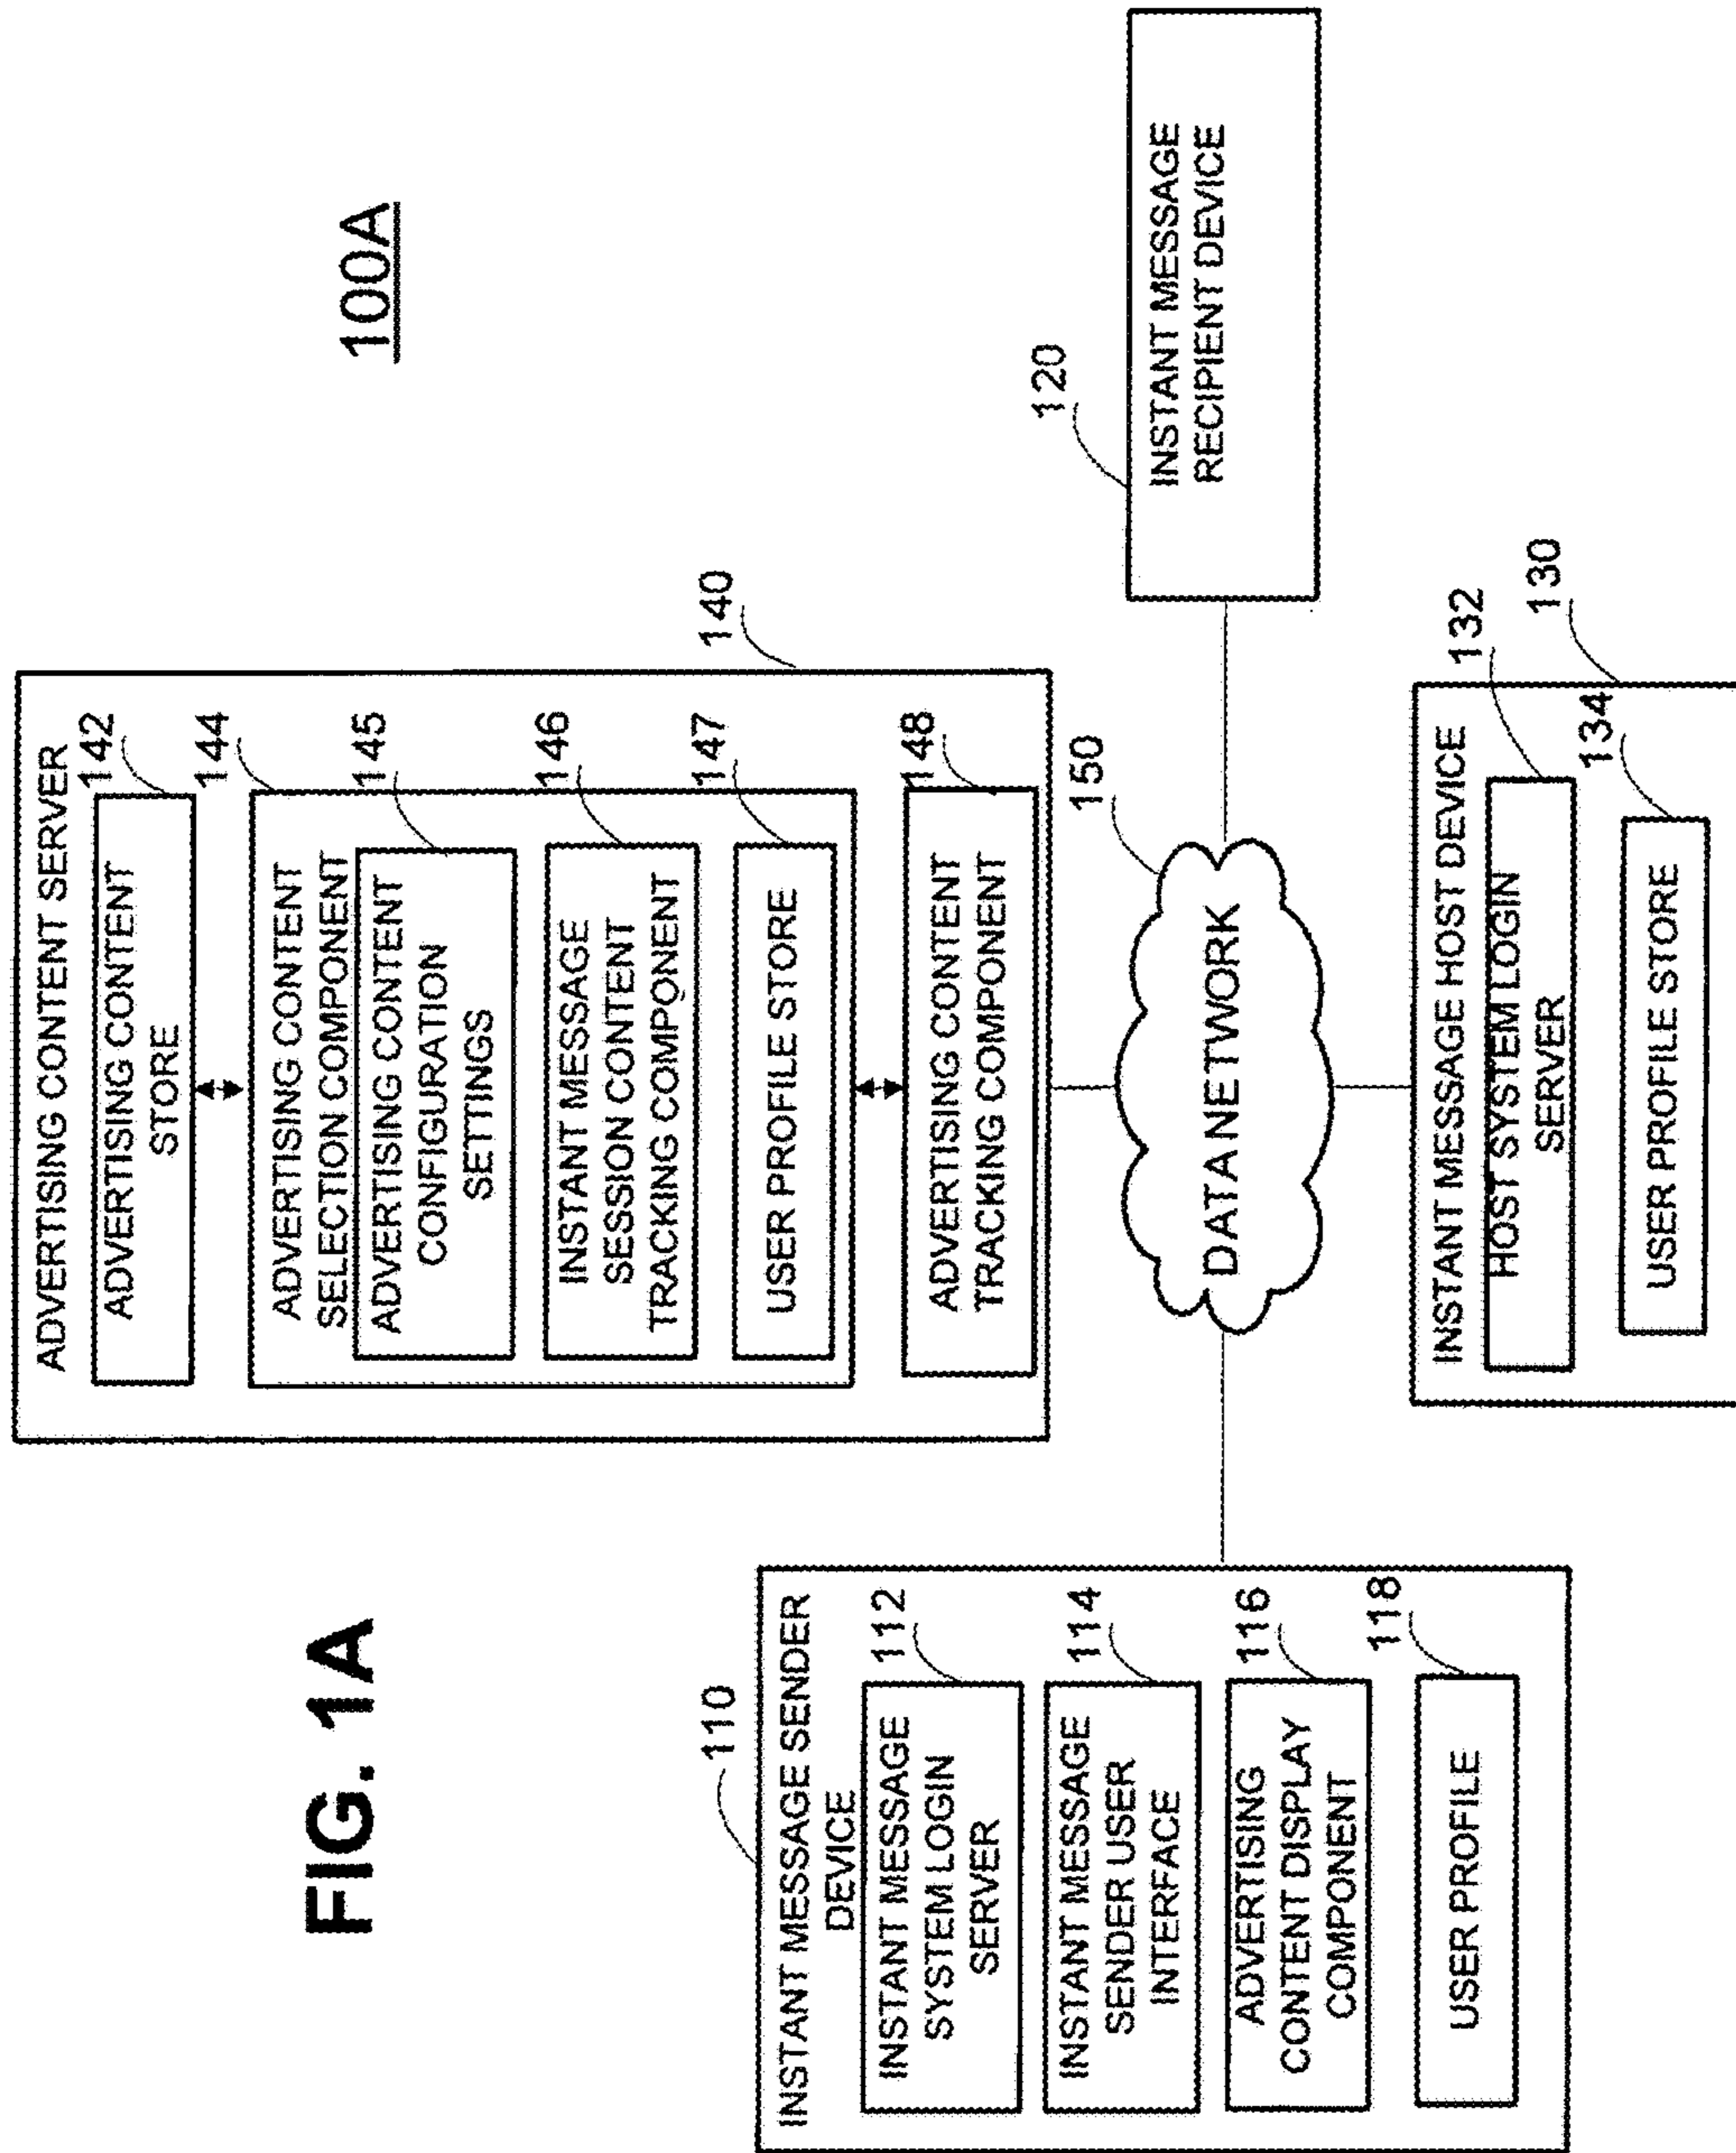 FIG. 1A
100A
ADVERTISING CONTENT SERVER
140
142
ADVERTISING CONTENT
STORE
144
ADVERTISING CONTENT
SELECTION COMPONENT
145
ADVERTISING CONTENT
CONFIGURATION
SETTINGS
146
INSTANT MESSAGE
SESSION CONTENT
TRACKING COMPONENT
147
USER PROFILE STORE
148
ADVERTISING CONTENT
TRACKING COMPONENT
110
INSTANT MESSAGE SENDER
DEVICE
112
INSTANT MESSAGE
SYSTEM LOGIN
SERVER
114
INSTANT MESSAGE
SENDER USER
INTERFACE
116
ADVERTISING
CONTENT DISPLAY
COMPONENT
118
USER PROFILE
150
DATA NETWORK
120
INSTANT MESSAGE
RECIPIENT DEVICE
130
INSTANT MESSAGE HOST DEVICE
132
HOST SYSTEM LOGIN
SERVER
134
USER PROFILE STORE